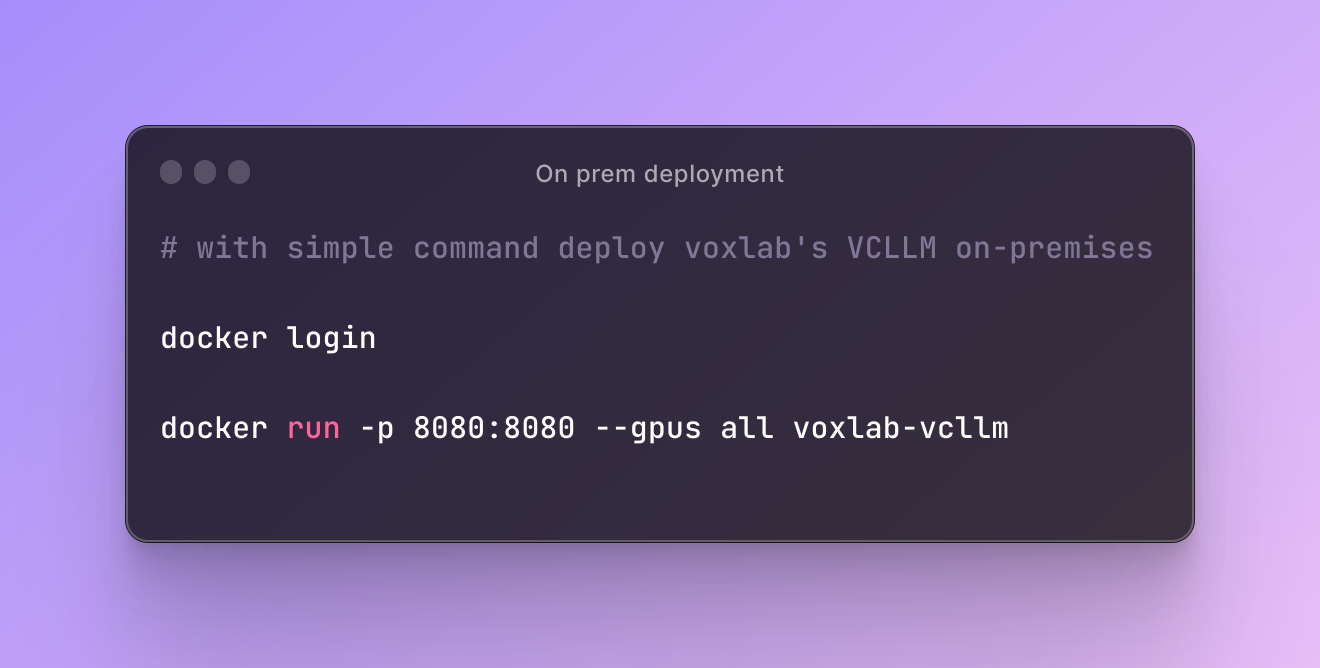 On prem deployment
# with simple command deploy voxlab's VCLLM on-premises
docker login
docker run -p 8080:8080 --gpus all voxlab-vcllm